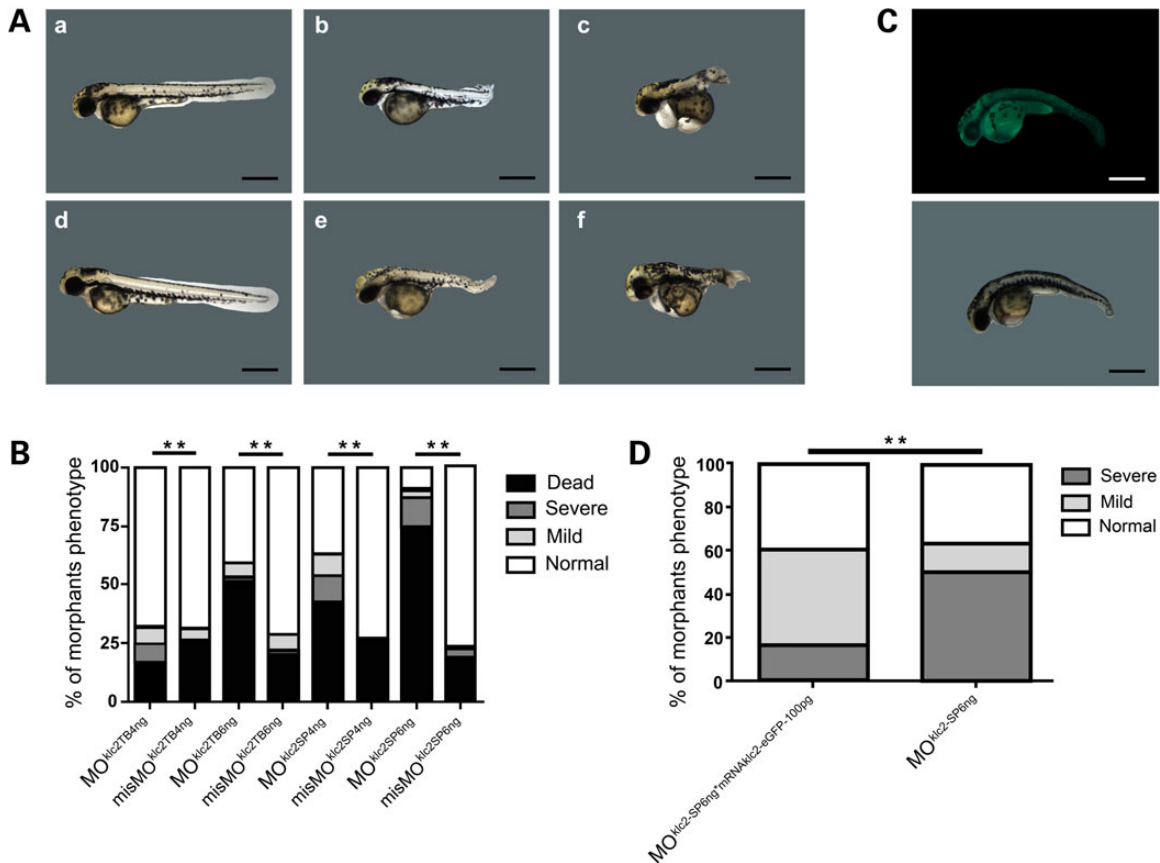 A
a
b
c
C
d
e
f
B
**
**
**
**
100
75
50
25
0
% of morphants phenotype
Dead
Severe
Mild
Normal
MOklc2TB4ng
misMOklc2TB4ng
MOklc2TB6ng
misMOklc2TB6ng
MOklc2SP4ng
misMOklc2SP4ng
MOklc2SP6ng
misMOklc2SP6ng
D
**
100
80
60
40
20
0
% of morphants phenotype
Severe
Mild
Normal
MOklc2-SP6ng*mRNAklc2-eGFP-100pg
MOklc2-SP6ng